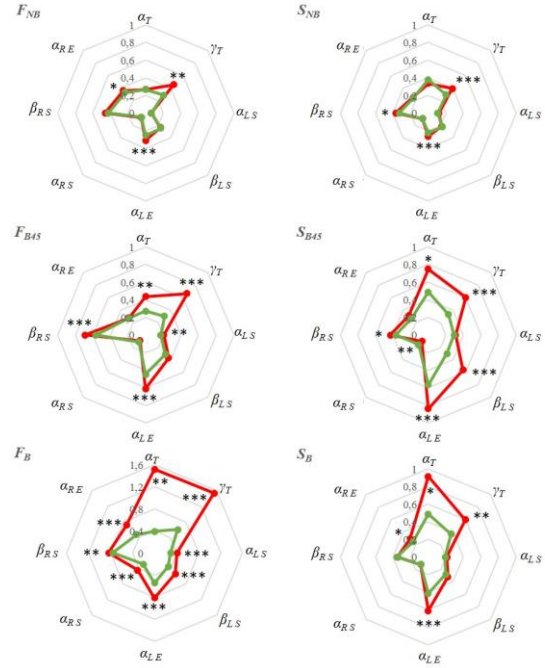 F_NB
α_T
γ_T
α_LS
β_LS
α_LE
α_RS
β_RS
α_RE
1
0,8
0,6
0,4
0,2
0
**
*
***
S_NB
α_T
γ_T
α_LS
β_LS
α_LE
α_RS
β_RS
α_RE
1
0,8
0,6
0,4
0,2
0
***
*
***
F_B45
α_T
γ_T
α_LS
β_LS
α_LE
α_RS
β_RS
α_RE
1
0,8
0,6
0,4
0,2
0
**
***
***
**
***
S_B45
α_T
γ_T
α_LS
β_LS
α_LE
α_RS
β_RS
α_RE
1
0,8
0,6
0,4
0,2
0
*
***
*
**
***
***
F_B
α_T
γ_T
α_LS
β_LS
α_LE
α_RS
β_RS
α_RE
1,6
1,2
0,8
0,4
0
**
***
***
**
***
***
***
***
S_B
α_T
γ_T
α_LS
β_LS
α_LE
α_RS
β_RS
α_RE
1
0,8
0,6
0,4
0,2
0
*
**
*
***